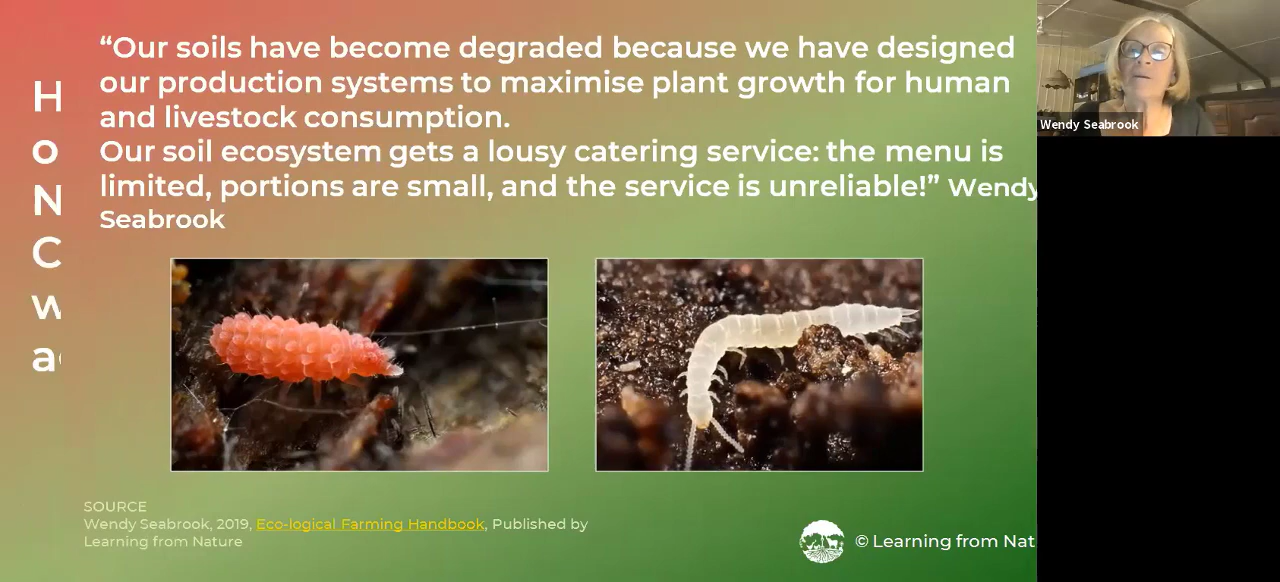 “Our soils have become degraded because we have designed
our production systems to maximise plant growth for human
and livestock consumption.
Our soil ecosystem gets a lousy catering service: the menu is
limited, portions are small, and the service is unreliable!” Wendy
Seabrook
H
o
N
C
w
a
SOURCE
Wendy Seabrook, 2019, Eco-logical Farming Handbook, Published by
Learning from Nature
© Learning from Nat
Wendy Seabrook